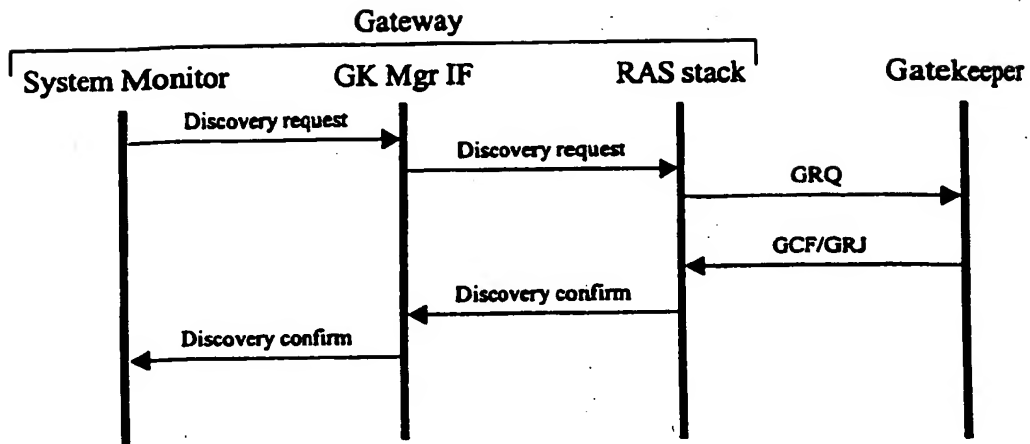 Gateway
System Monitor
GK Mgr IF
RAS stack
Gatekeeper
Discovery request
Discovery request
GRQ
GCF/GRJ
Discovery confirm
Discovery confirm